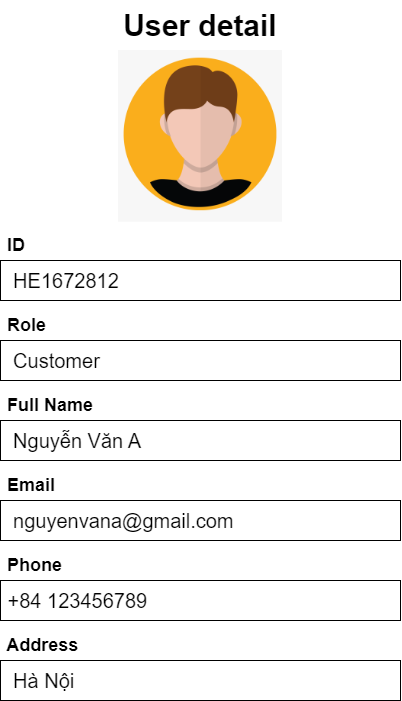 User detail
ID
HE1672812
Role
Customer
Full Name
Nguyễn Văn A
Email
nguyenvana@gmail.com
Phone
+84 123456789
Address
Hà Nội